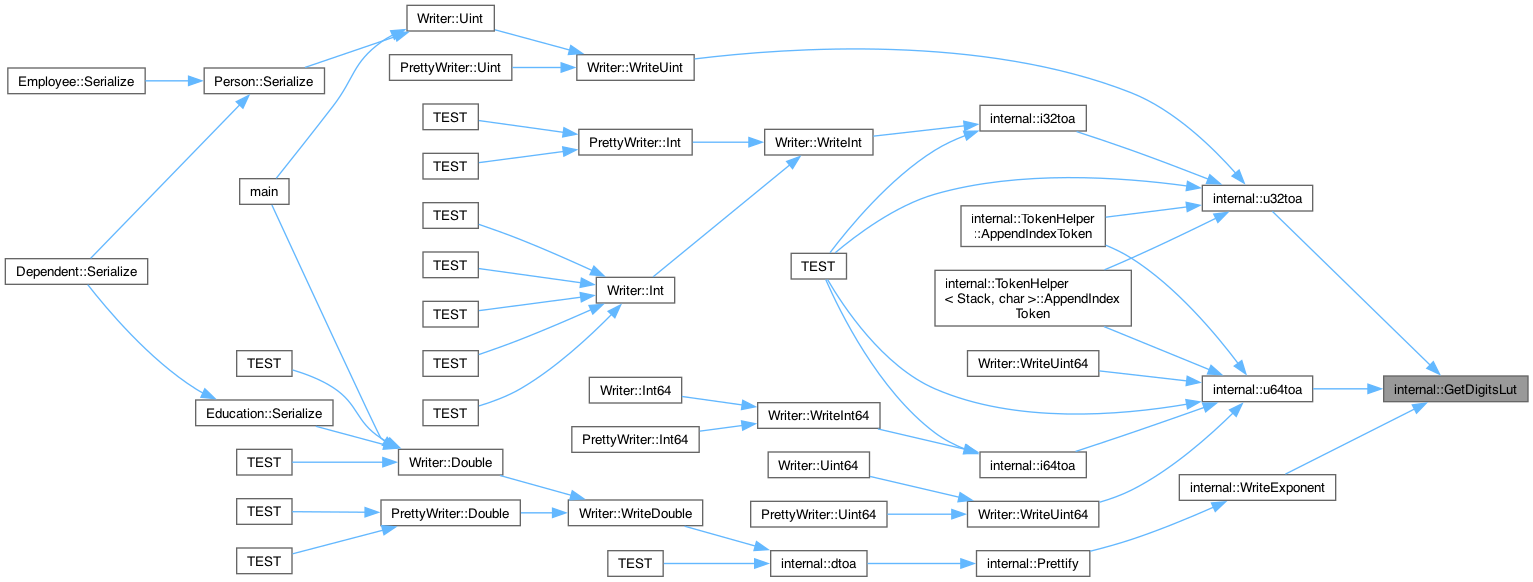 Writer::Uint
Employee::Serialize
Person::Serialize
PrettyWriter::Uint
Writer::WriteUint
TEST
PrettyWriter::Int
Writer::WriteInt
internal::i32toa
TEST
main
internal::u32toa
TEST
internal::TokenHelper
::AppendIndexToken
TEST
Dependent::Serialize
TEST
Writer::Int
internal::TokenHelper
< Stack, char >::AppendIndex
Token
TEST
TEST
TEST
Writer::WriteUint64
Writer::Int64
internal::u64toa
internal::GetDigitsLut
Education::Serialize
TEST
Writer::WriteInt64
PrettyWriter::Int64
TEST
Writer::Double
Writer::Uint64
internal::i64toa
internal::WriteExponent
TEST
PrettyWriter::Double
Writer::WriteDouble
PrettyWriter::Uint64
Writer::WriteUint64
TEST
TEST
internal::dtoa
internal::Prettify